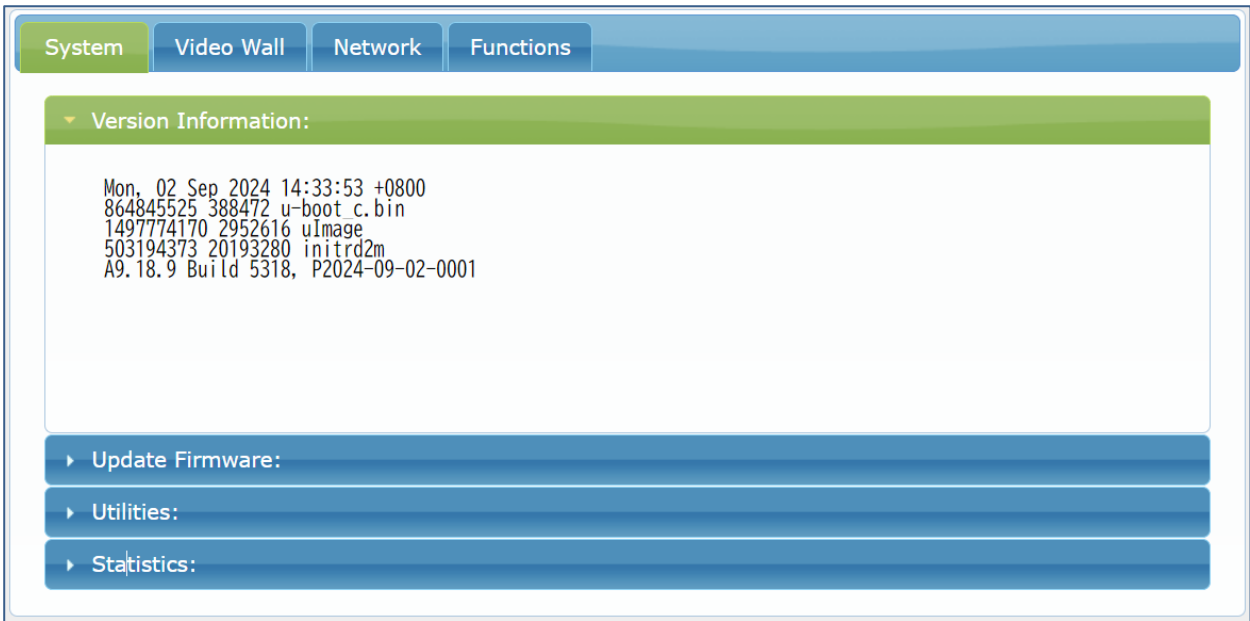 System Video Wall Network Functions
Version Information:
Mon, 02 Sep 2024 14:33:53 +0800
864845525 388472 u-boot_c.bin
1497774170 2952616 uImage
503194373 20193280 initrd2m
A9.18.9 Build 5318, P2024-09-02-0001
Update Firmware:
Utilities:
Statistics: